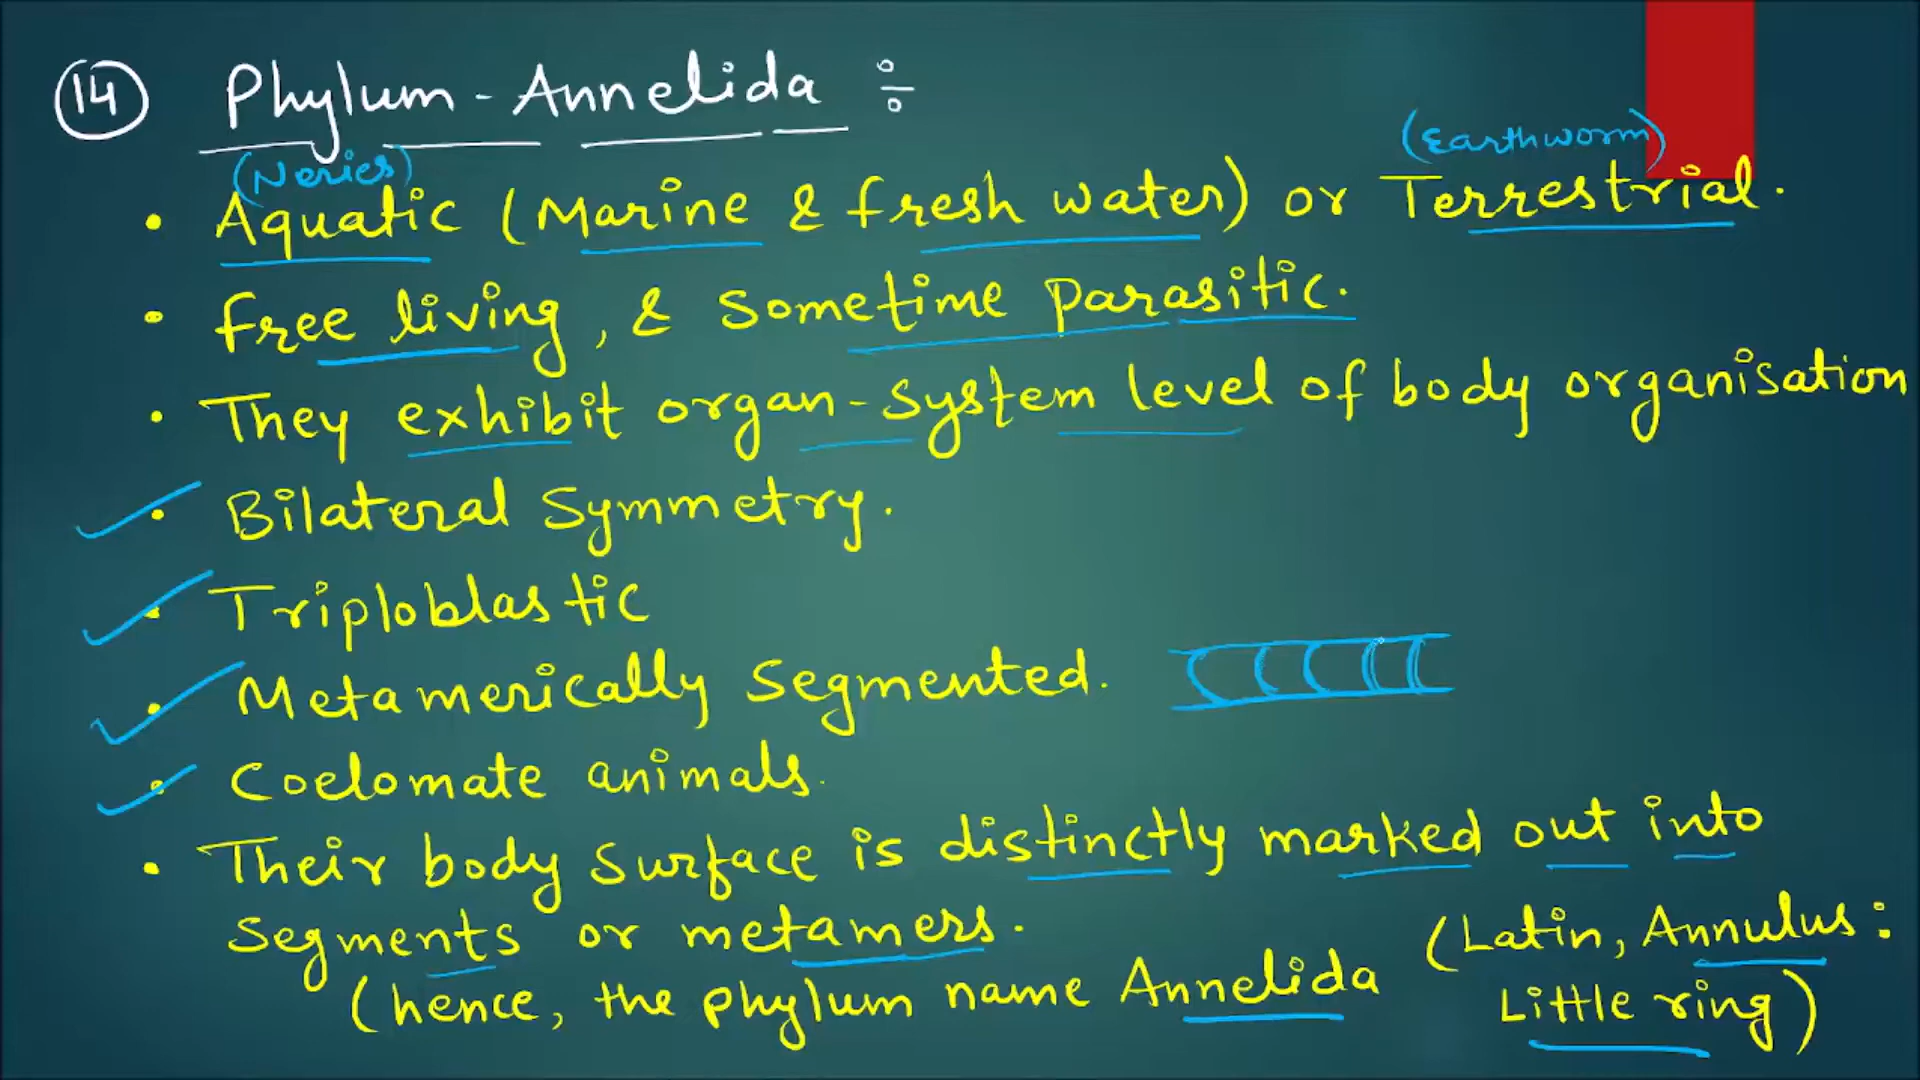 14 Phylum - Annelida ÷
(Neries) (Earthworm)
• Aquatic (Marine & fresh water) or Terrestrial.
• free living, & sometime parasitic.
• They exhibit organ-system level of body organisation
• Bilateral symmetry.
• Triploblastic
• Metamerically segmented.
• Coelomate animals.
• Their body surface is distinctly marked out into
segments or metamers.
(hence, the phylum name Annelida (Latin, Annulus:
Little ring)